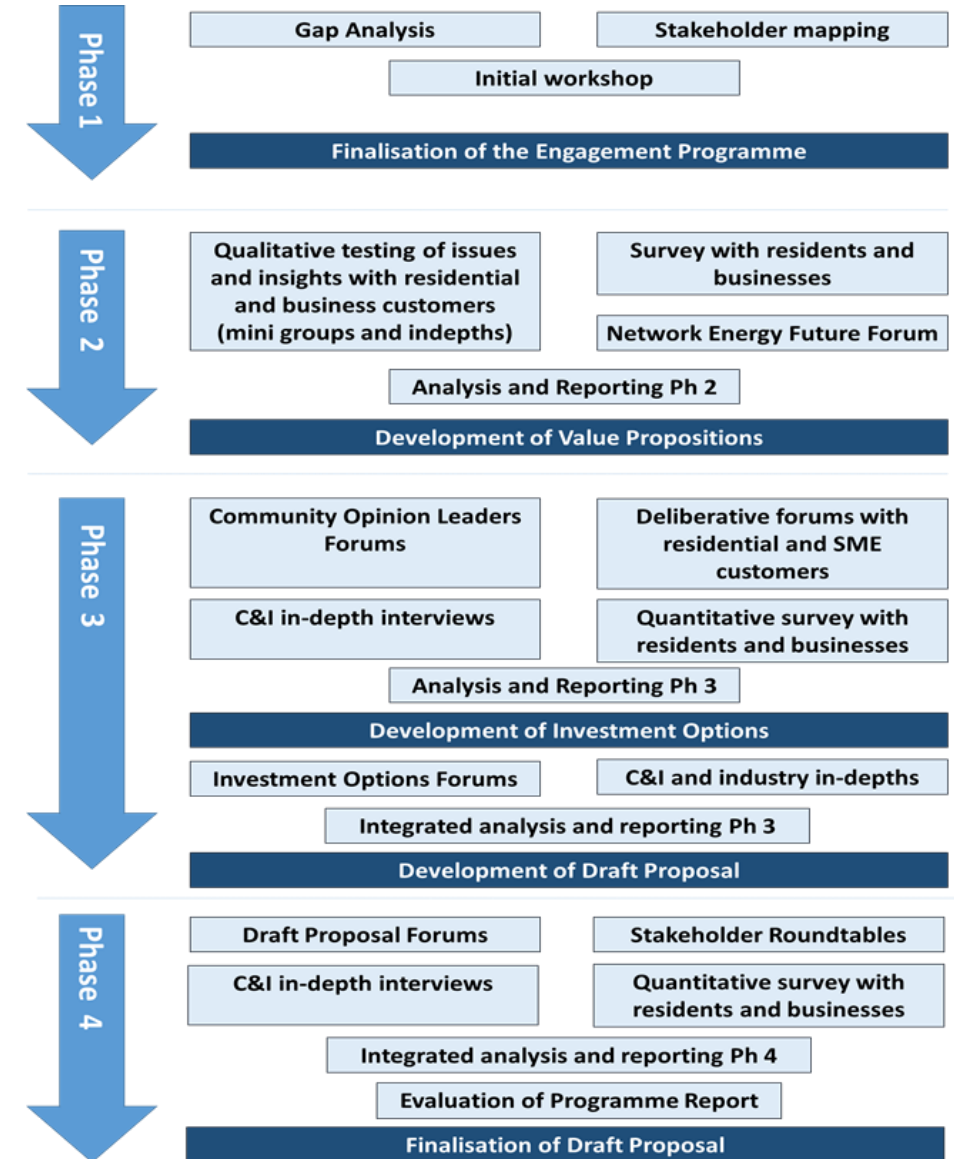 Phase 1
Gap Analysis
Stakeholder mapping
Initial workshop
Finalisation of the Engagement Programme
Phase 2
Qualitative testing of issues
and insights with residential
and business customers
(mini groups and indepths)
Survey with residents and
businesses
Network Energy Future Forum
Analysis and Reporting Ph 2
Development of Value Propositions
Phase 3
Community Opinion Leaders
Forums
Deliberative forums with
residential and SME
customers
C&I in-depth interviews
Quantitative survey with
residents and businesses
Analysis and Reporting Ph 3
Development of Investment Options
Investment Options Forums
C&I and industry in-depths
Integrated analysis and reporting Ph 3
Development of Draft Proposal
Phase 4
Draft Proposal Forums
Stakeholder Roundtables
C&I in-depth interviews
Quantitative survey with
residents and businesses
Integrated analysis and reporting Ph 4
Evaluation of Programme Report
Finalisation of Draft Proposal